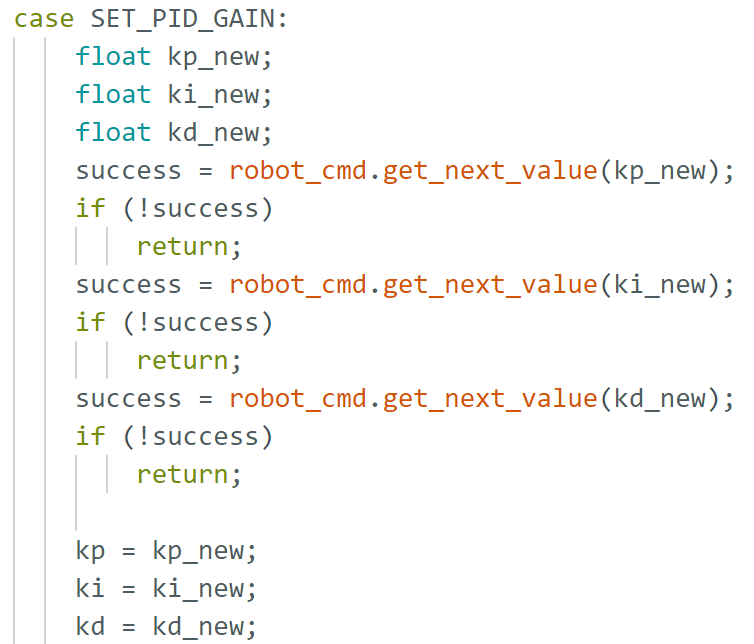 case SET_PID_GAIN:
float kp_new;
float ki_new;
float kd_new;
success = robot_cmd.get_next_value(kp_new);
if (!success)
return;
success = robot_cmd.get_next_value(ki_new);
if (!success)
return;
success = robot_cmd.get_next_value(kd_new);
if (!success)
return;
kp = kp_new;
ki = ki_new;
kd = kd_new;